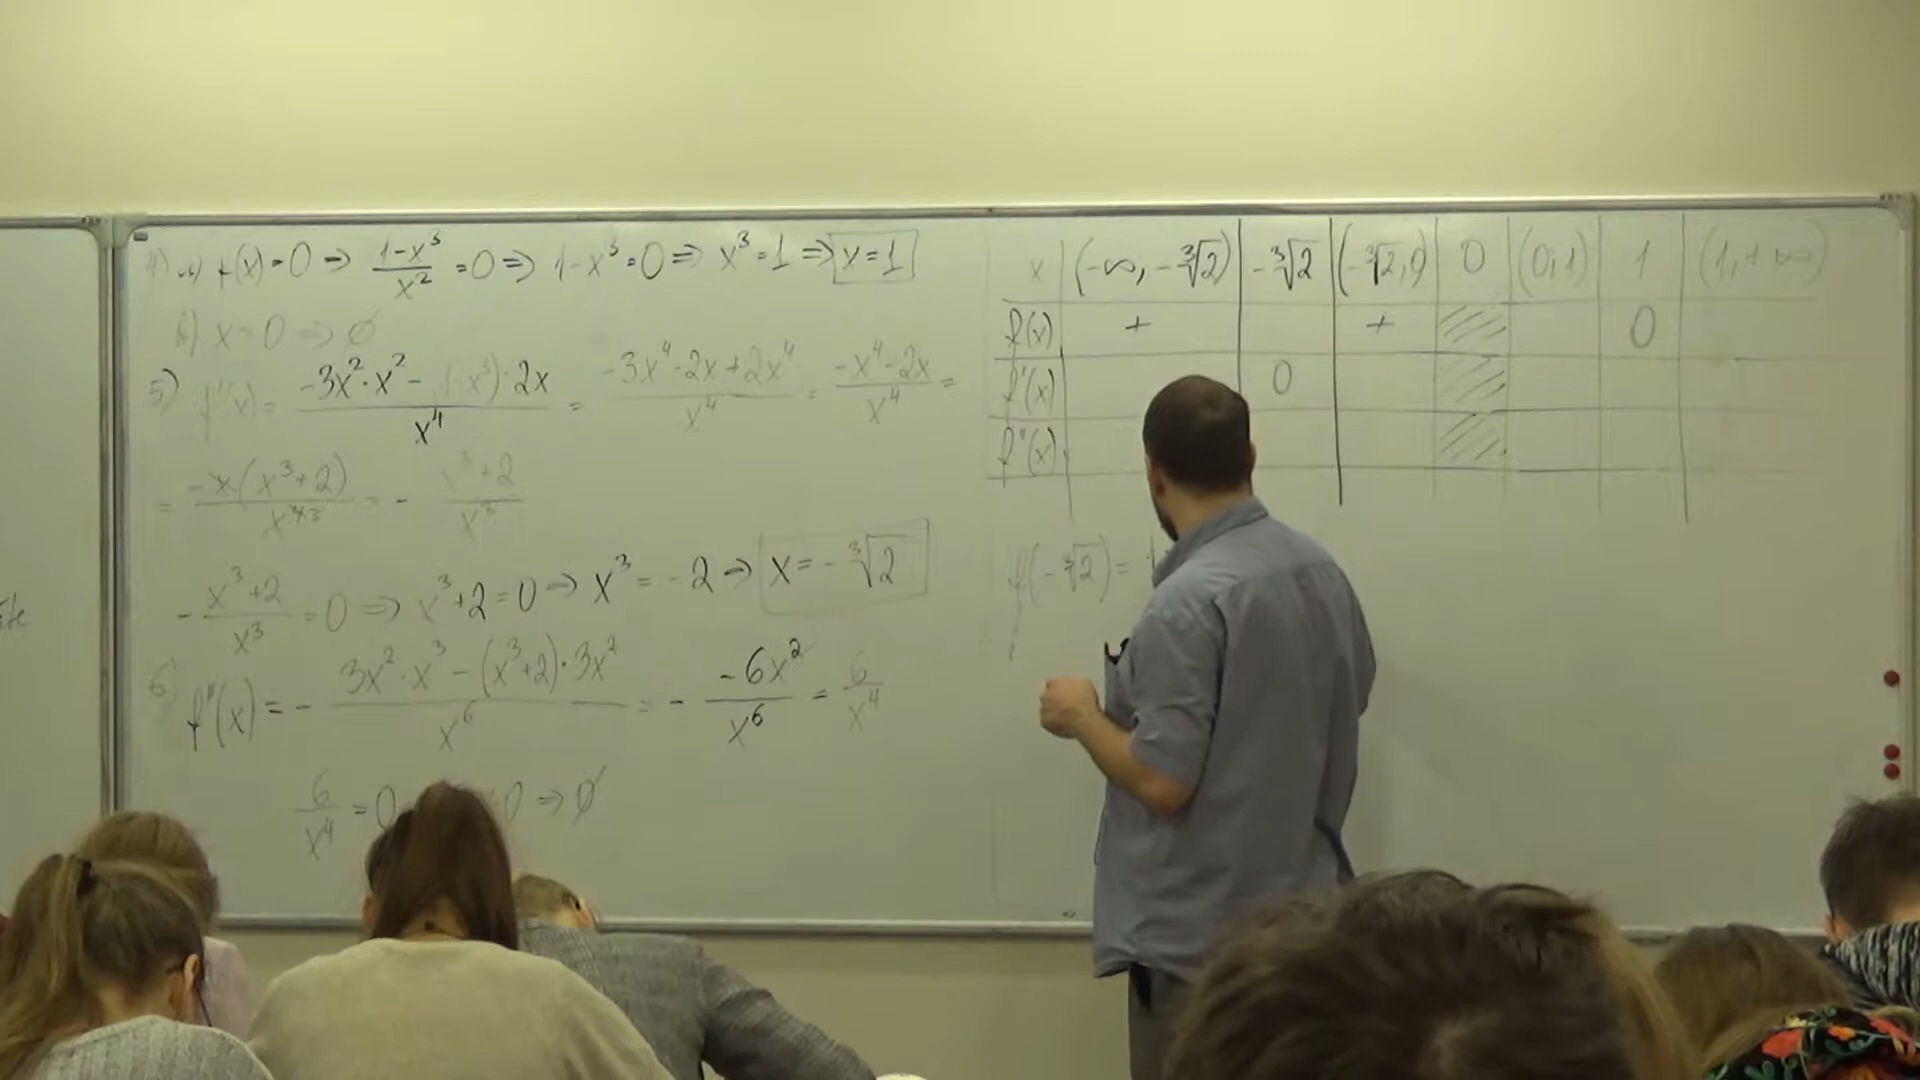 4) a) f(x)=0 ⇒ (1-x³)/x² =0 ⇒ 1-x³=0 ⇒ x³=1 ⇒ x=1
b) x=0 ⇒ ∅
5) f'(x) = (-3x²·x² - (1-x³)·2x)/x⁴ = (-3x⁴-2x+2x⁴)/x⁴ = (-x⁴-2x)/x⁴ =
= -x(x³+2)/x⁴ ³ = - (x³+2)/x³
- (x³+2)/x³ =0 ⇒ x³+2=0 ⇒ x³=-2 ⇒ x=-∛2
6) f''(x) = - (3x²·x³-(x³+2)·3x²)/x⁶ = - (-6x²)/x⁶ = 6/x⁴
6/x⁴ =0 0 ⇒ ∅
x (-∞, -∛2) -∛2 (-∛2,0) 0 (0,1) 1 (1,+∞)
f(x) + + 0
f'(x) 0
f''(x)
f(-∛2) =